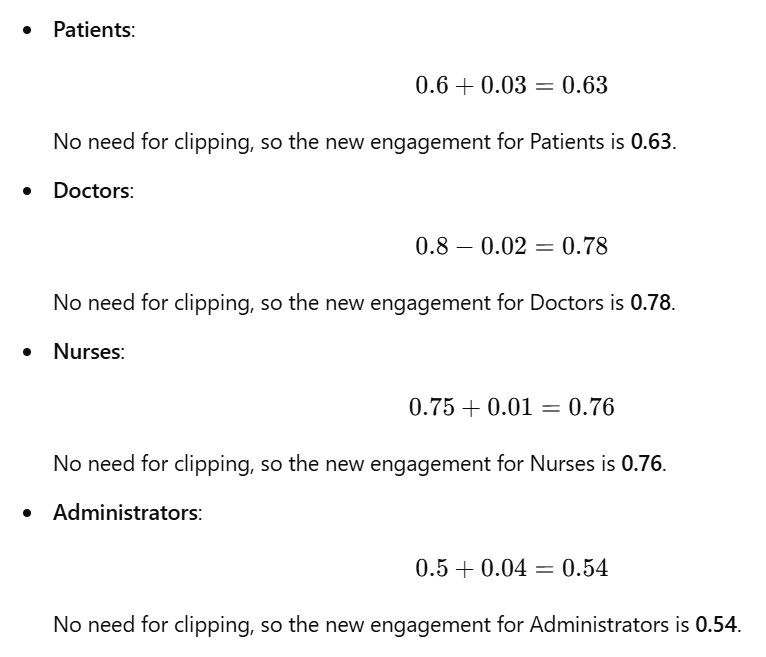 • Patients:
0.6 + 0.03 = 0.63
No need for clipping, so the new engagement for Patients is 0.63.
• Doctors:
0.8 − 0.02 = 0.78
No need for clipping, so the new engagement for Doctors is 0.78.
• Nurses:
0.75 + 0.01 = 0.76
No need for clipping, so the new engagement for Nurses is 0.76.
• Administrators:
0.5 + 0.04 = 0.54
No need for clipping, so the new engagement for Administrators is 0.54.